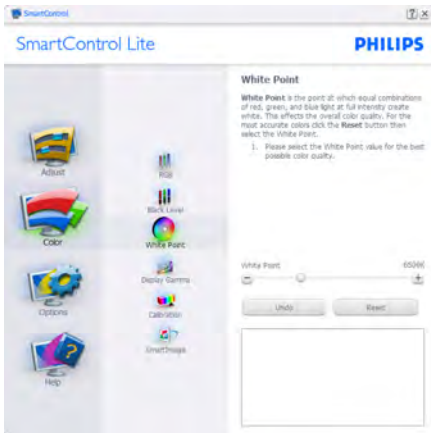 SmartControl
SmartControl Lite
PHILIPS
White Point
White Point is the point at which equal combinations
of red, green, and blue light at full intensity create
white. This effects the overall color quality. For the
most accurate colors click the Reset button then
select the White Point.
1. Please select the White Point value for the best
possible color quality.
Adjust
Color
Options
Help
RGB
Black Level
White Point
Display Gamma
Calibration
SmartImage
White Point
6506K
Undo
Reset